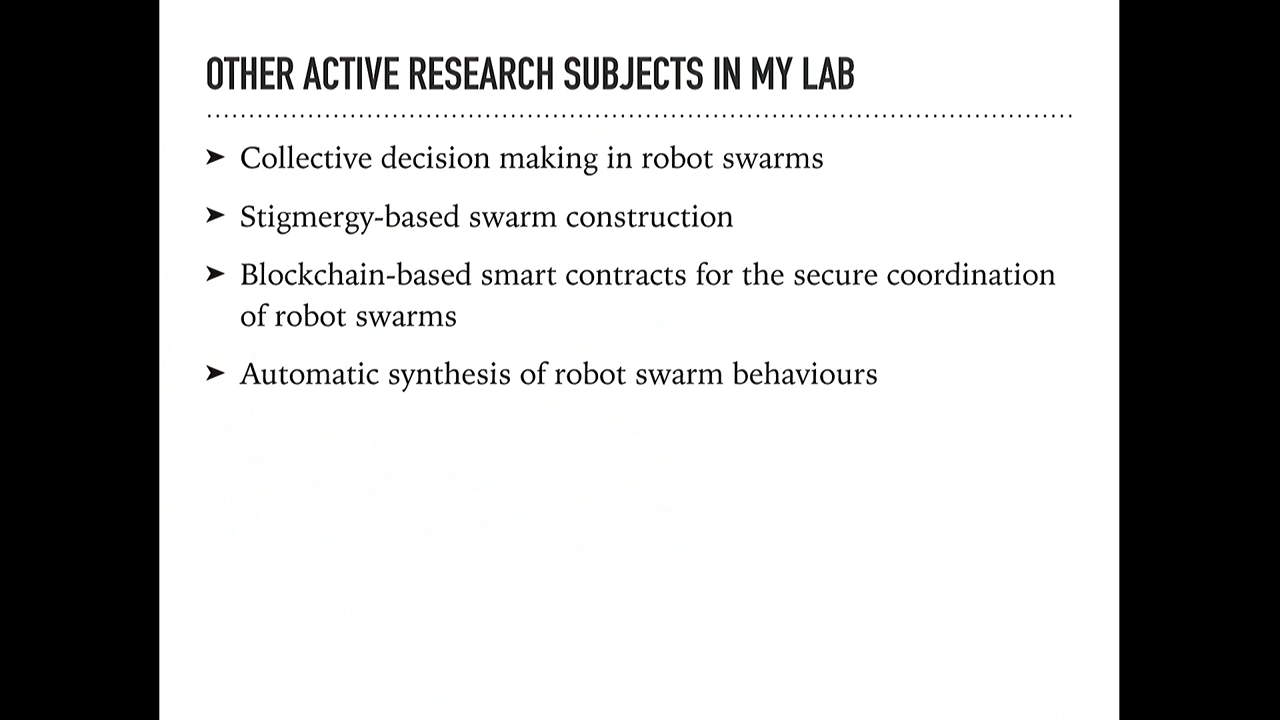 OTHER ACTIVE RESEARCH SUBJECTS IN MY LAB
➤ Collective decision making in robot swarms
➤ Stigmergy-based swarm construction
➤ Blockchain-based smart contracts for the secure coordination
of robot swarms
➤ Automatic synthesis of robot swarm behaviours